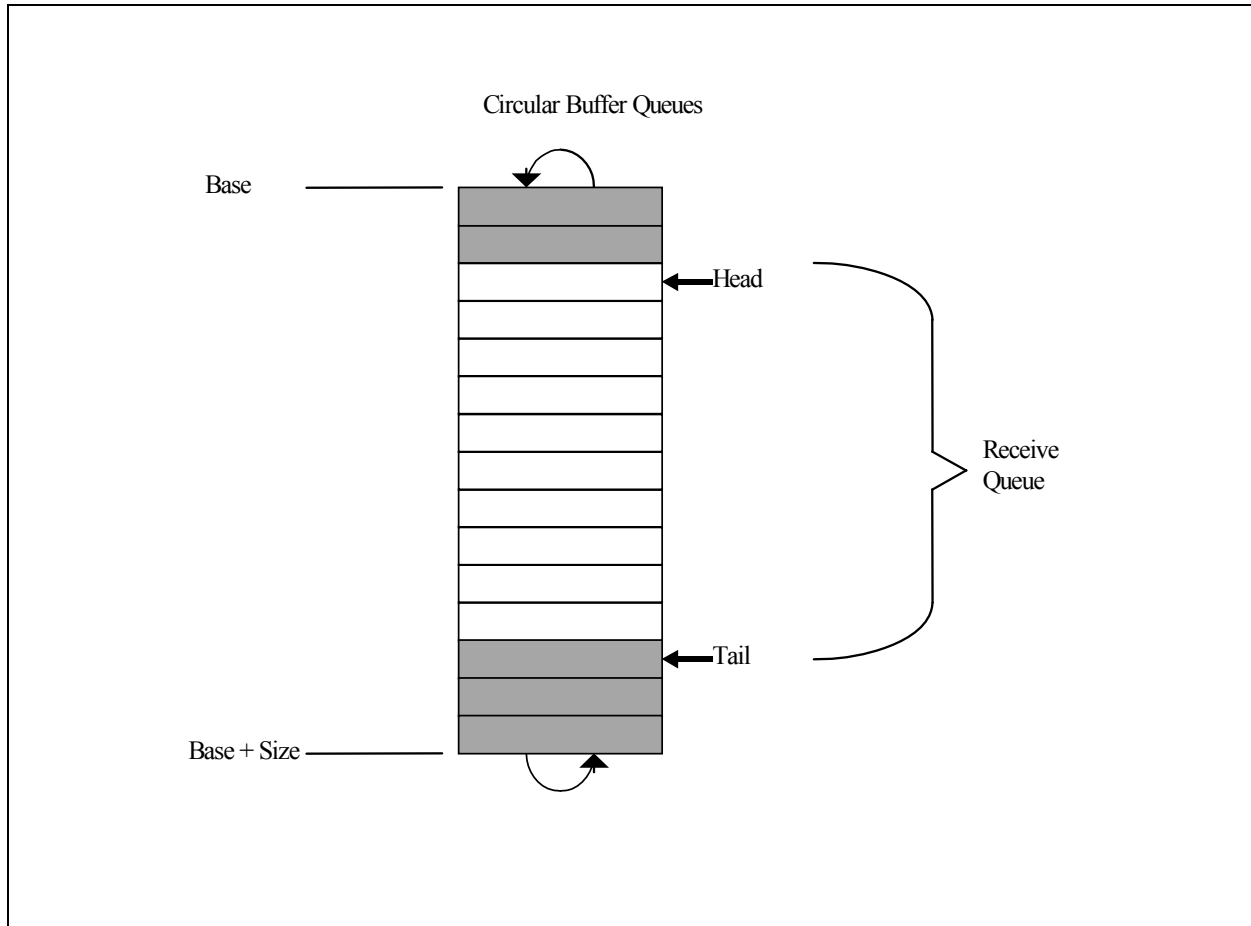 Circular Buffer Queues
Base
Head
Receive
Queue
Tail
Base + Size